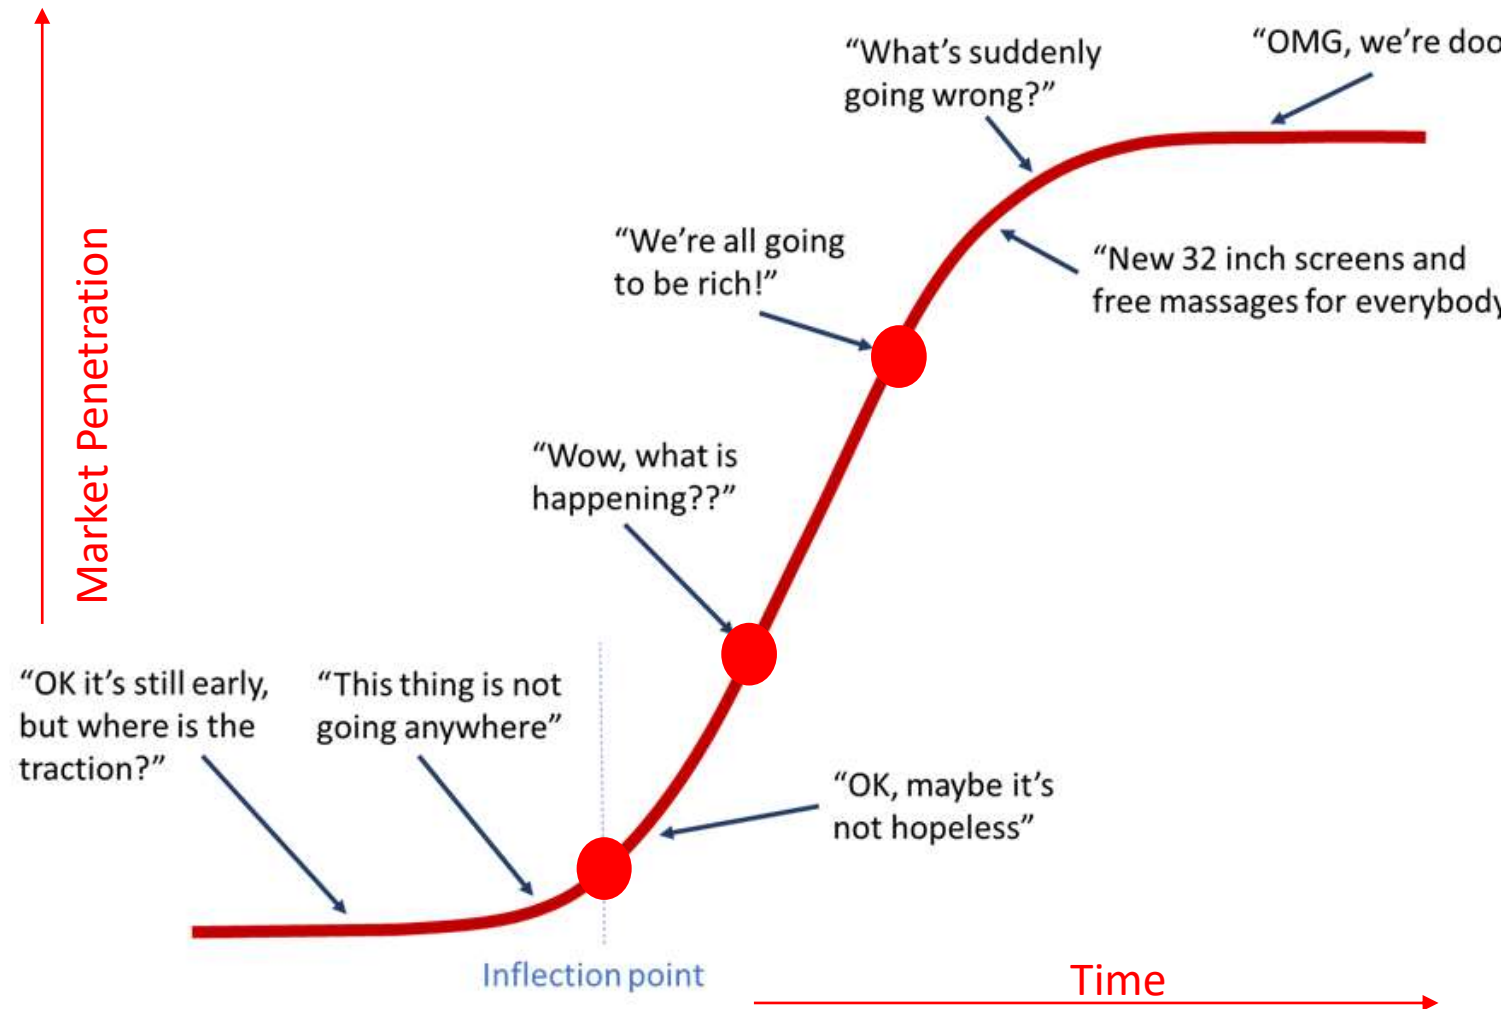 “What’s suddenly
going wrong?”
“OMG, we’re doo
“We’re all going
to be rich!”
“New 32 inch screens and
free massages for everybody
Market Penetration
“Wow, what is
happening??”
“OK it’s still early,
but where is the
traction?”
“This thing is not
going anywhere”
“OK, maybe it’s
not hopeless”
Inflection point
Time